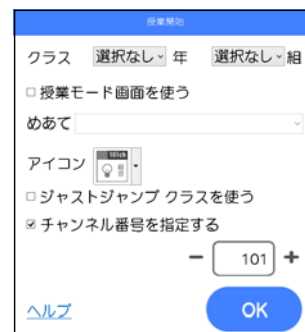 授業開始
クラス 選択なし 年 選択なし 組
授業モード画面を使う
めあて
アイコン 101ch
ジャストジャンプ クラスを使う
チャンネル番号を指定する
− 101 +
ヘルプ OK